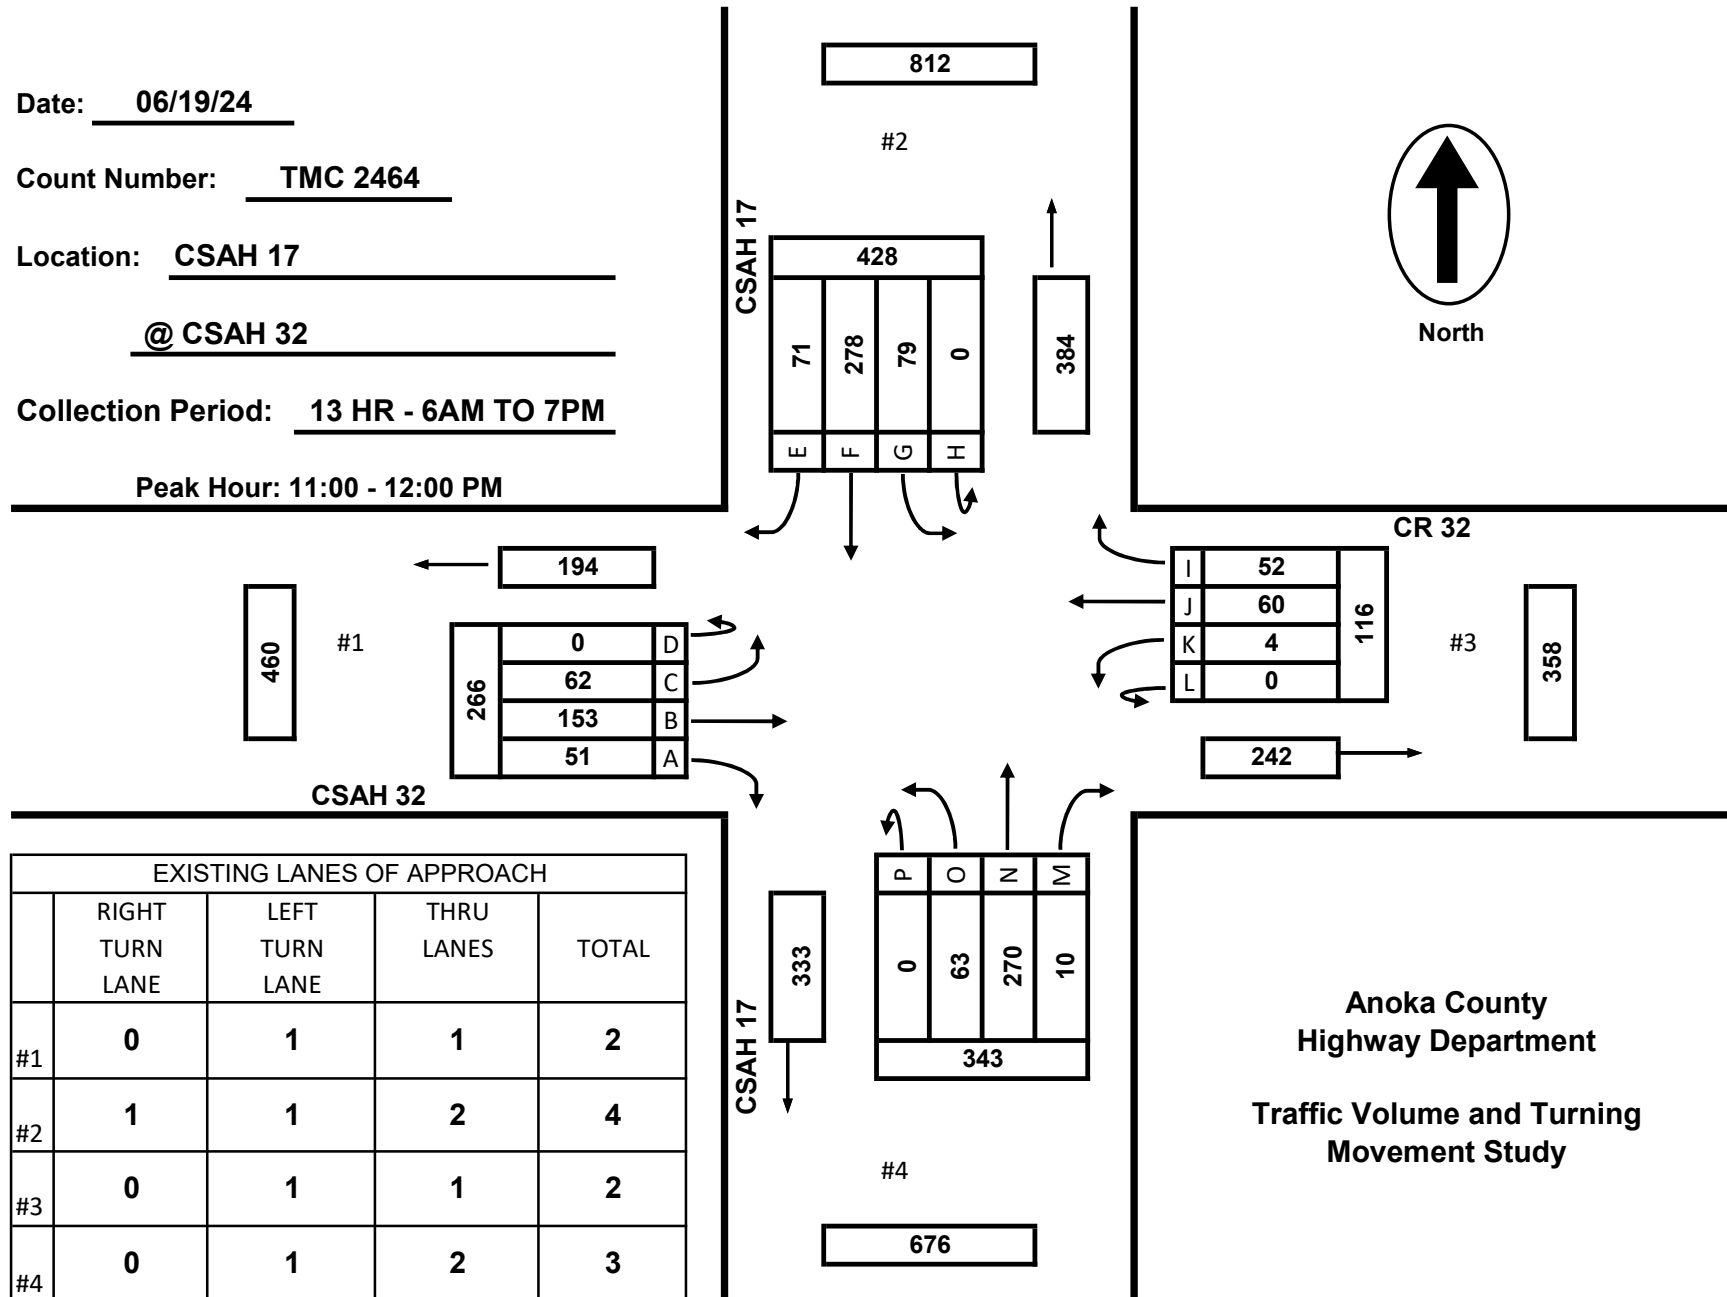 Date: 06/19/24
Count Number: TMC 2464
Location: CSAH 17
@ CSAH 32
Collection Period: 13 HR - 6AM TO 7PM
Peak Hour: 11:00 - 12:00 PM
812
#2
CSAH 17
428
71 278 79 0
E F G H
384
North
CR 32
194
460
#1
266
0 D
62 C
153 B
51 A
CSAH 32
I 52
J 60
K 4
L 0
116
#3
358
242
P O N M
0 63 270 10
343
333
CSAH 17
#4
676
EXISTING LANES OF APPROACH
RIGHT TURN LANE
LEFT TURN LANE
THRU LANES
TOTAL
#1 0 1 1 2
#2 1 1 2 4
#3 0 1 1 2
#4 0 1 2 3
Anoka County
Highway Department
Traffic Volume and Turning
Movement Study